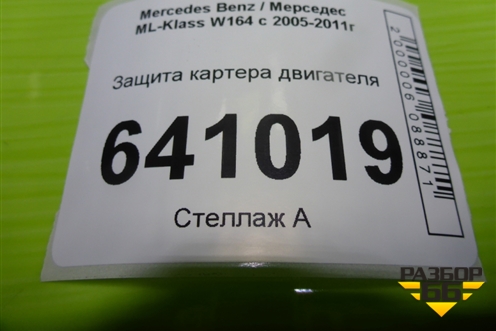 Mercedes Benz / Мерседес
ML-Klass W164 с 2005-2011г
Защита картера двигателя
641019
Стеллаж А
2000006088871
РАЗБОР
66